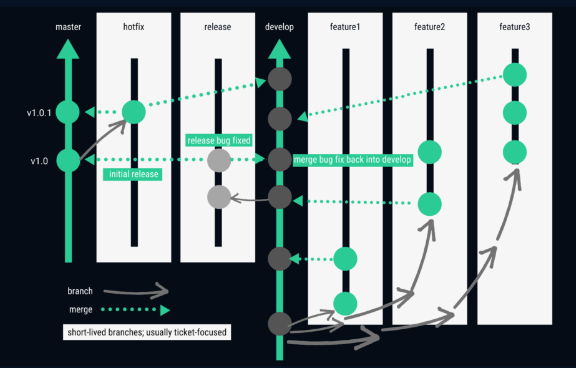 master
hotfix
release
develop
feature1
feature2
feature3
v1.0.1
release bug fixed
v1.0
merge bug fix back into develop
initial release
branch
merge
short-lived branches; usually ticket-focused